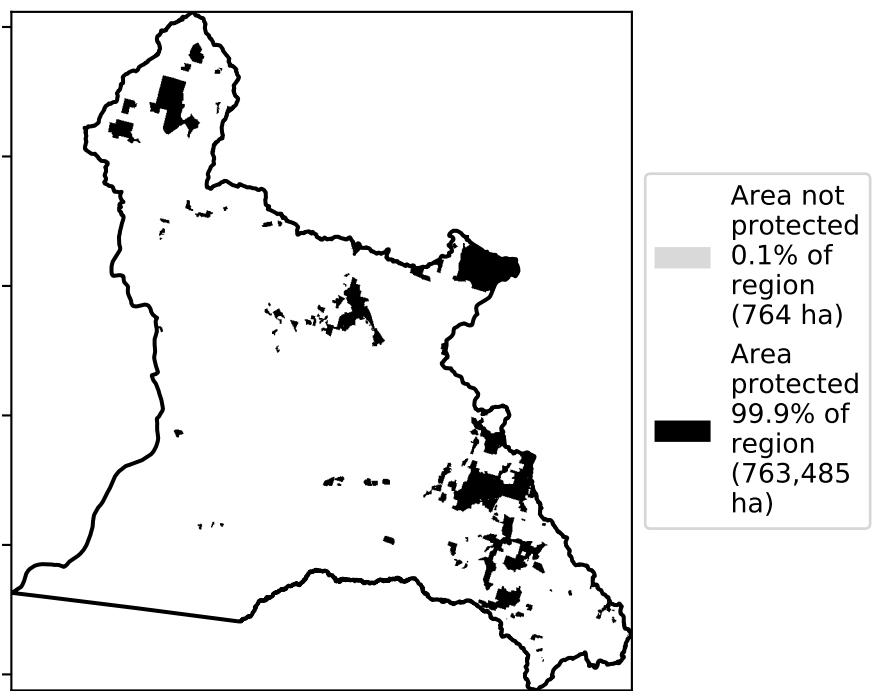 Area not
protected
0.1% of
region
(764 ha)
Area
protected
99.9% of
region
(763,485
ha)